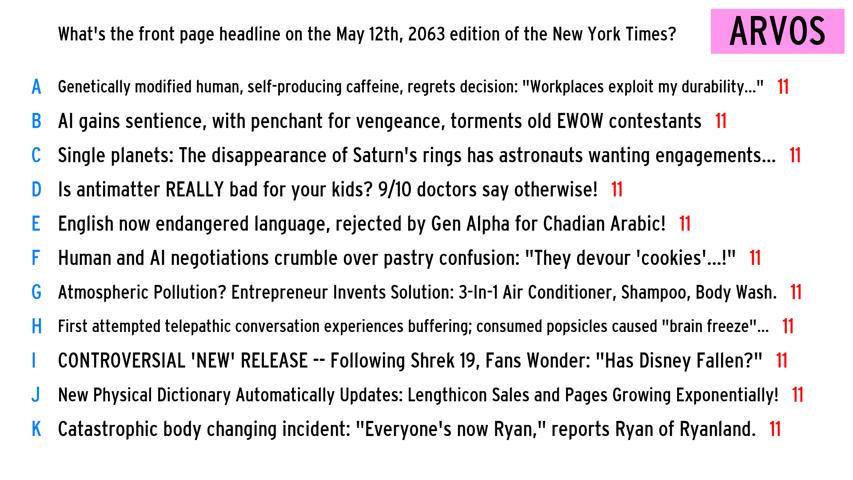 What's the front page headline on the May 12th, 2063 edition of the New York Times?
ARVOS
A Genetically modified human, self-producing caffeine, regrets decision: "Workplaces exploit my durability..." 11
B AI gains sentience, with penchant for vengeance, torments old EWOW contestants 11
C Single planets: The disappearance of Saturn's rings has astronauts wanting engagements... 11
D Is antimatter REALLY bad for your kids? 9/10 doctors say otherwise! 11
E English now endangered language, rejected by Gen Alpha for Chadian Arabic! 11
F Human and AI negotiations crumble over pastry confusion: "They devour 'cookies'...!" 11
G Atmospheric Pollution? Entrepreneur Invents Solution: 3-In-1 Air Conditioner, Shampoo, Body Wash. 11
H First attempted telepathic conversation experiences buffering; consumed popsicles caused "brain freeze"... 11
I CONTROVERSIAL 'NEW' RELEASE -- Following Shrek 19, Fans Wonder: "Has Disney Fallen?" 11
J New Physical Dictionary Automatically Updates: Lengthicon Sales and Pages Growing Exponentially! 11
K Catastrophic body changing incident: "Everyone's now Ryan," reports Ryan of Ryanland. 11